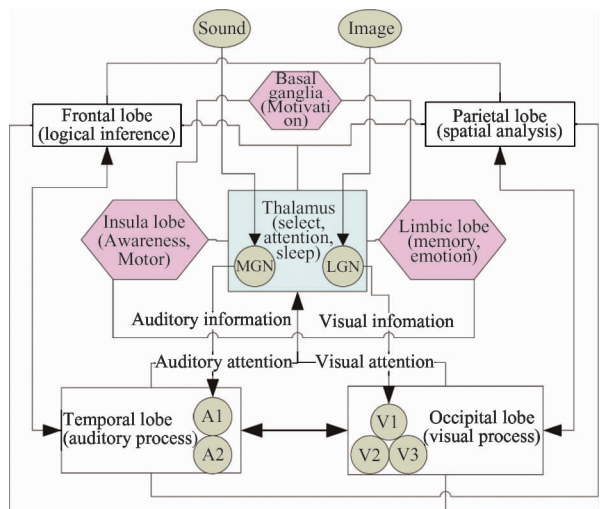 Sound
Image
Basal
ganglia
(Motivati
on)
Frontal lobe
(logical inference)
Parietal lobe
(spatial analysis)
Insula lobe
(Awareness,
Motor)
Thalamus
(select,
attention,
sleep)
Limbic lobe
(memory,
emotion)
MGN
LGN
Auditory information
Visual infomation
Auditory attention
Visual attention
Temporal lobe
(auditory process)
A1
A2
V1
V2
V3
Occipital lobe
(visual process)